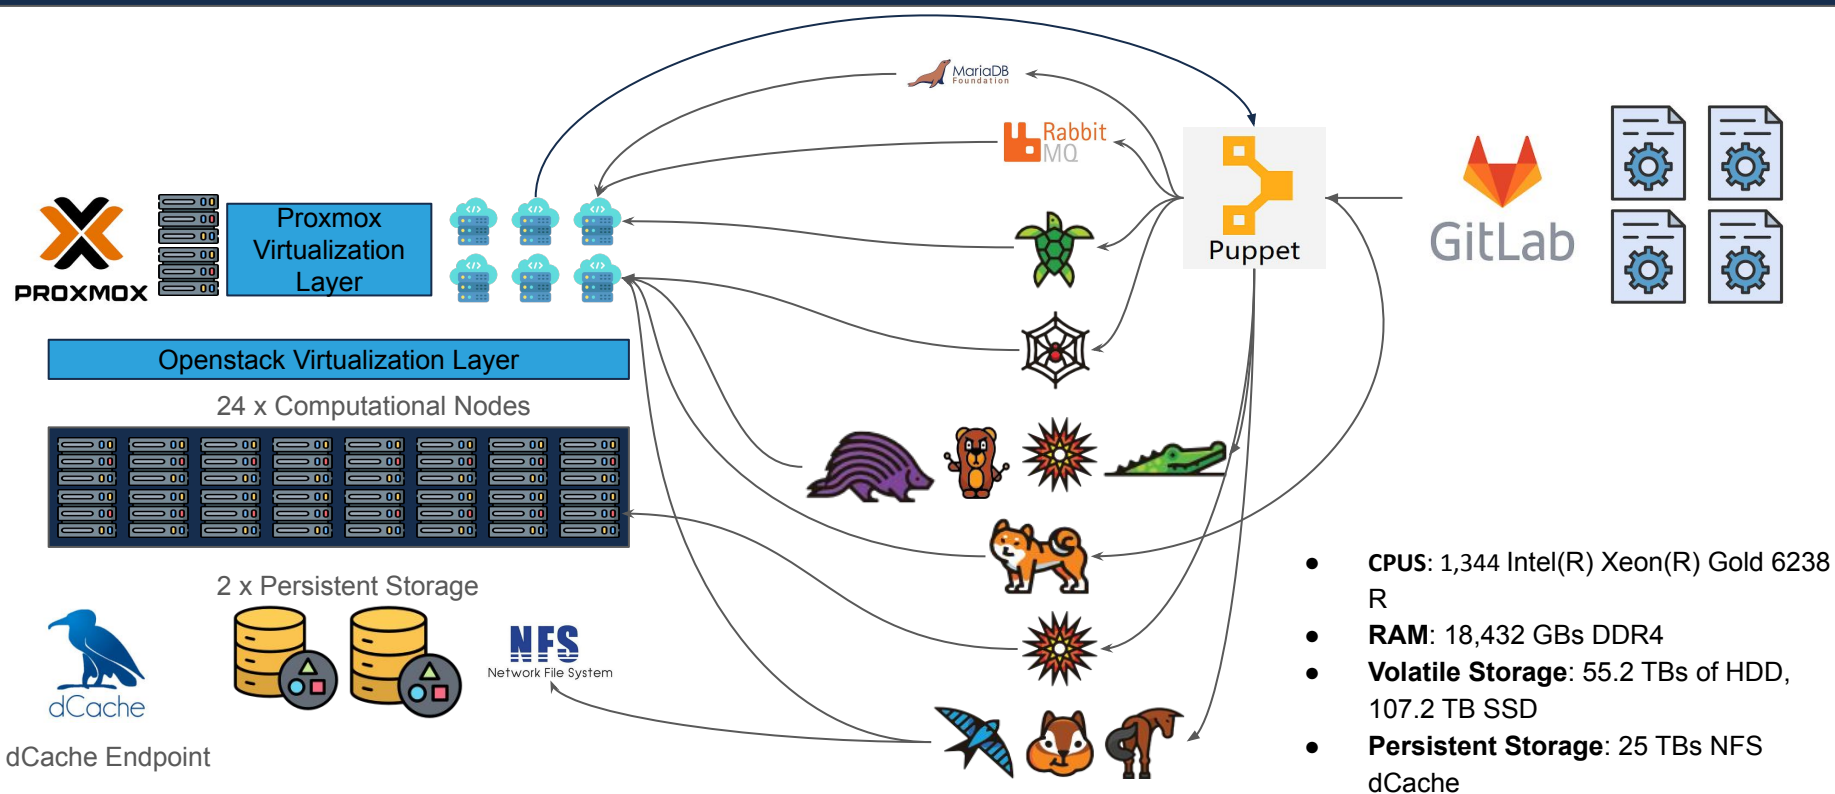 MariaDB
Foundation
Rabbit
MQ
Puppet
GitLab
PROXMOX
Proxmox
Virtualization
Layer
Openstack Virtualization Layer
24 x Computational Nodes
2 x Persistent Storage
dCache
dCache Endpoint
NFS
Network File System
● CPUS: 1,344 Intel(R) Xeon(R) Gold 6238
R
● RAM: 18,432 GBs DDR4
● Volatile Storage: 55.2 TBs of HDD,
107.2 TB SSD
● Persistent Storage: 25 TBs NFS
dCache